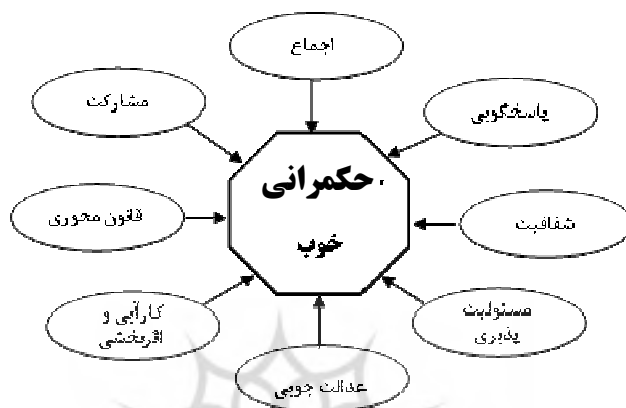 اجماع
مشارکت
پاسخگویی
حکمرانی
خوب
قانون محوری
شفافیت
کارآیی و
اثربخشی
مسئولیت
پذیری
عدالت جویی